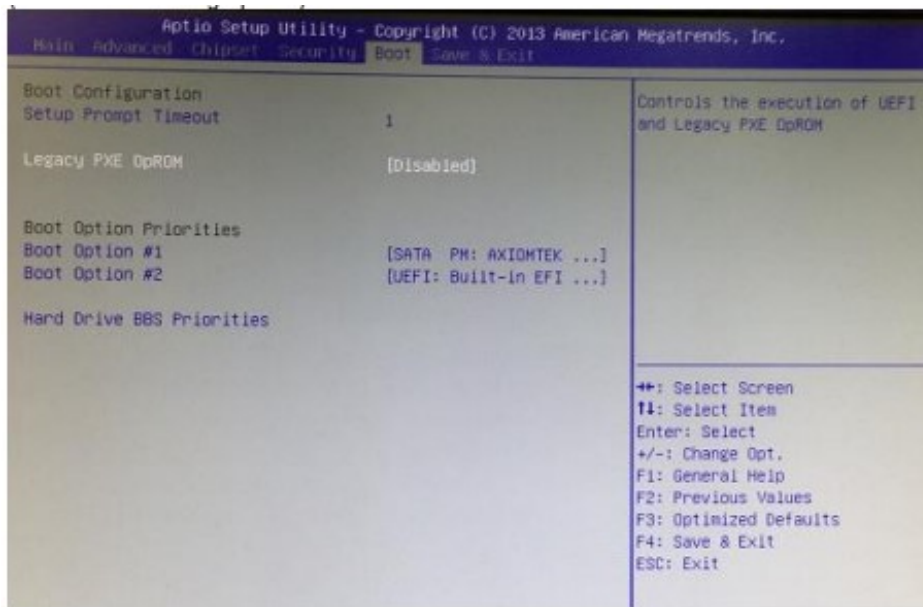 Aptio Setup Utility - Copyright (C) 2013 American Megatrends, Inc.
Main Advanced Chipset Security Boot Save & Exit
Boot Configuration
Setup Prompt Timeout 1
Legacy PXE OpROM [Disabled]
Boot Option Priorities
Boot Option #1 [SATA PM: AXIOMTEK ...]
Boot Option #2 [UEFI: Built-in EFI ...]
Hard Drive BBS Priorities
Controls the execution of UEFI
and Legacy PXE OpROM
→←: Select Screen
↑↓: Select Item
Enter: Select
+/-: Change Opt.
F1: General Help
F2: Previous Values
F3: Optimized Defaults
F4: Save & Exit
ESC: Exit